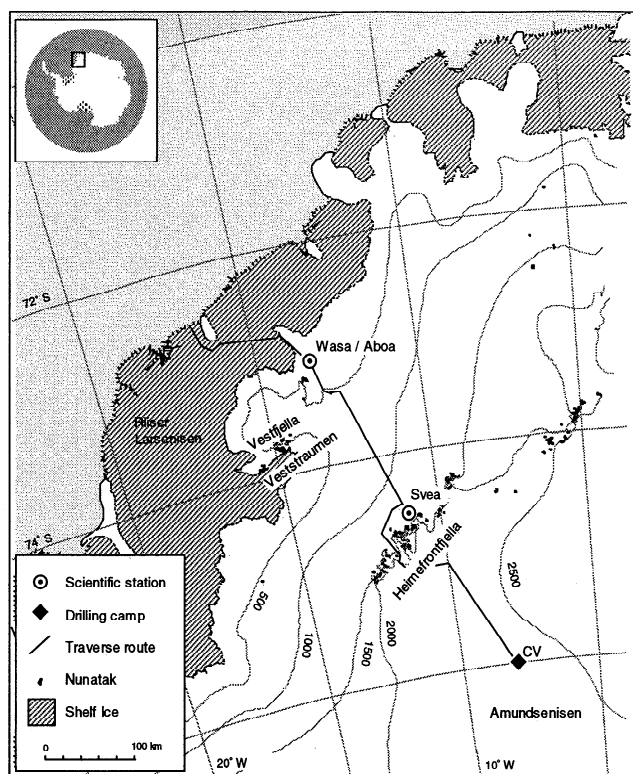 72° S
Wasa / Aboa
Riiser
Larsenisen
Vestfjella
Veststraumen
Svea
74° S
Heimefrontfjella
2500
500
1000
1500
2000
CV
Amundsenisen
20° W
10° W
Scientific station
Drilling camp
Traverse route
Nunatak
Shelf Ice
0
100 km